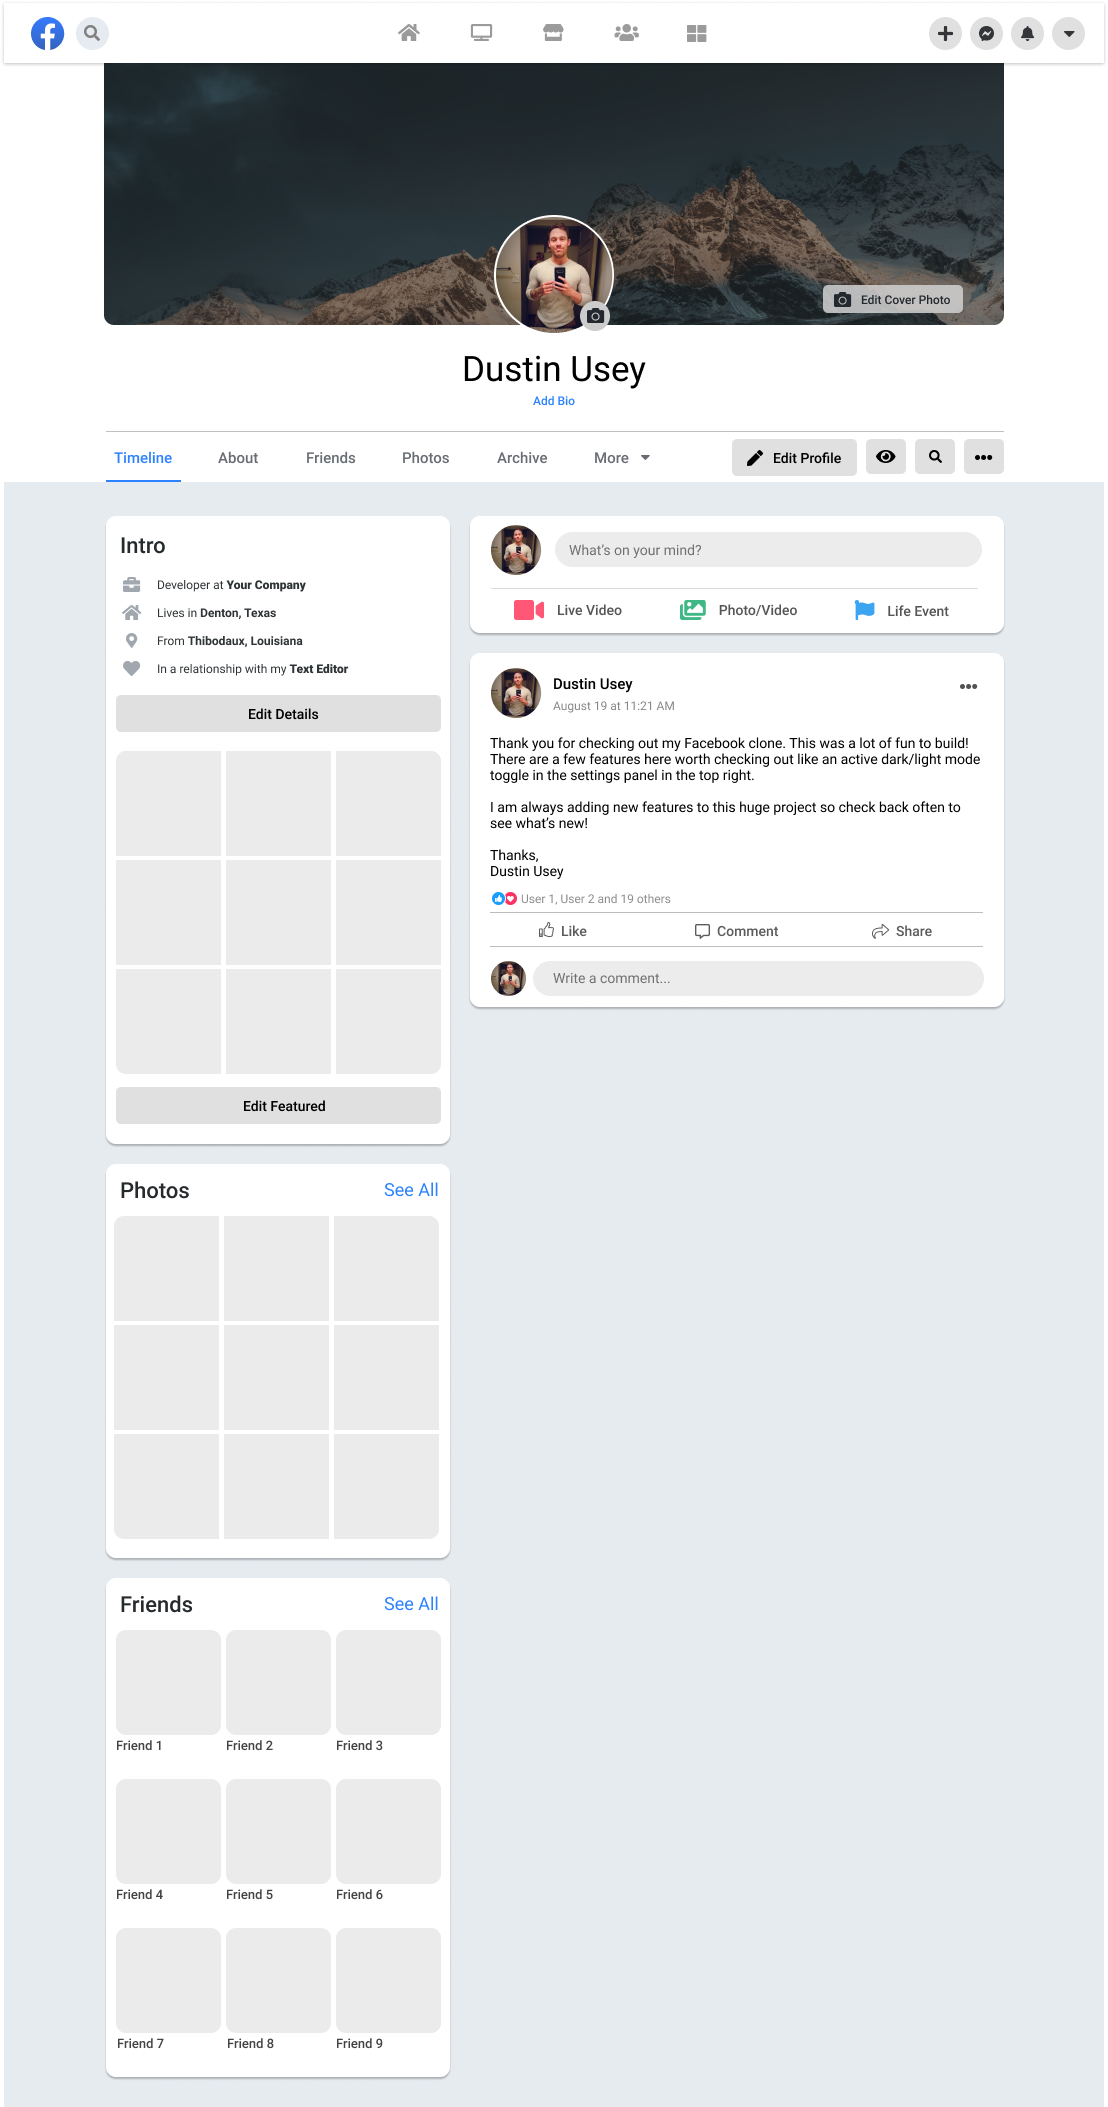 Edit Cover Photo
Dustin Usey
Add Bio
Timeline About Friends Photos Archive More Edit Profile
Intro
Developer at Your Company
Lives in Denton, Texas
From Thibodaux, Louisiana
In a relationship with my Text Editor
Edit Details
Edit Featured
Photos See All
Friends See All
Friend 1 Friend 2 Friend 3
Friend 4 Friend 5 Friend 6
Friend 7 Friend 8 Friend 9
What's on your mind?
Live Video Photo/Video Life Event
Dustin Usey
August 19 at 11:21 AM
Thank you for checking out my Facebook clone. This was a lot of fun to build!
There are a few features here worth checking out like an active dark/light mode
toggle in the settings panel in the top right.
I am always adding new features to this huge project so check back often to
see what's new!
Thanks,
Dustin Usey
User 1, User 2 and 19 others
Like Comment Share
Write a comment...